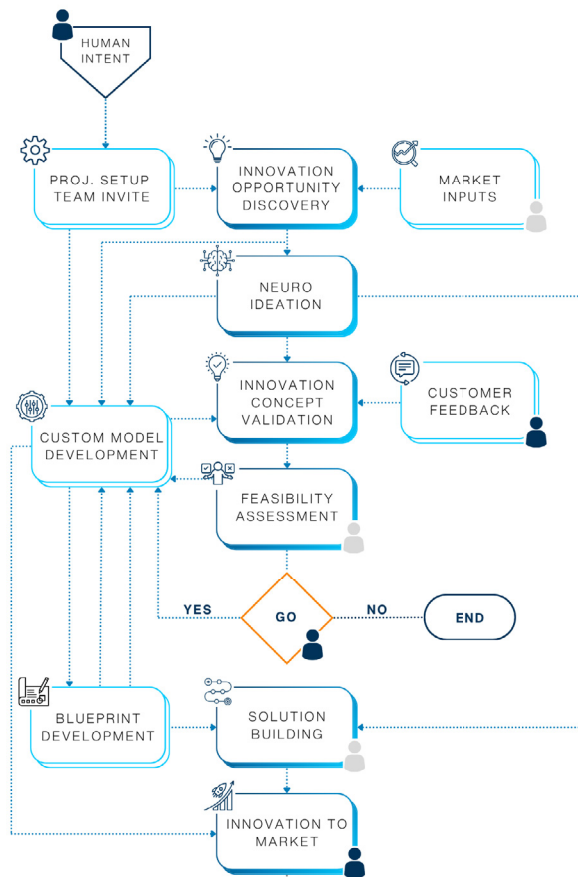 HUMAN
INTENT
PROJ. SETUP
TEAM INVITE
INNOVATION
OPPORTUNITY
DISCOVERY
MARKET
INPUTS
NEURO
IDEATION
INNOVATION
CONCEPT
VALIDATION
CUSTOMER
FEEDBACK
CUSTOM MODEL
DEVELOPMENT
FEASIBILITY
ASSESSMENT
YES
GO
NO
END
BLUEPRINT
DEVELOPMENT
SOLUTION
BUILDING
INNOVATION TO
MARKET